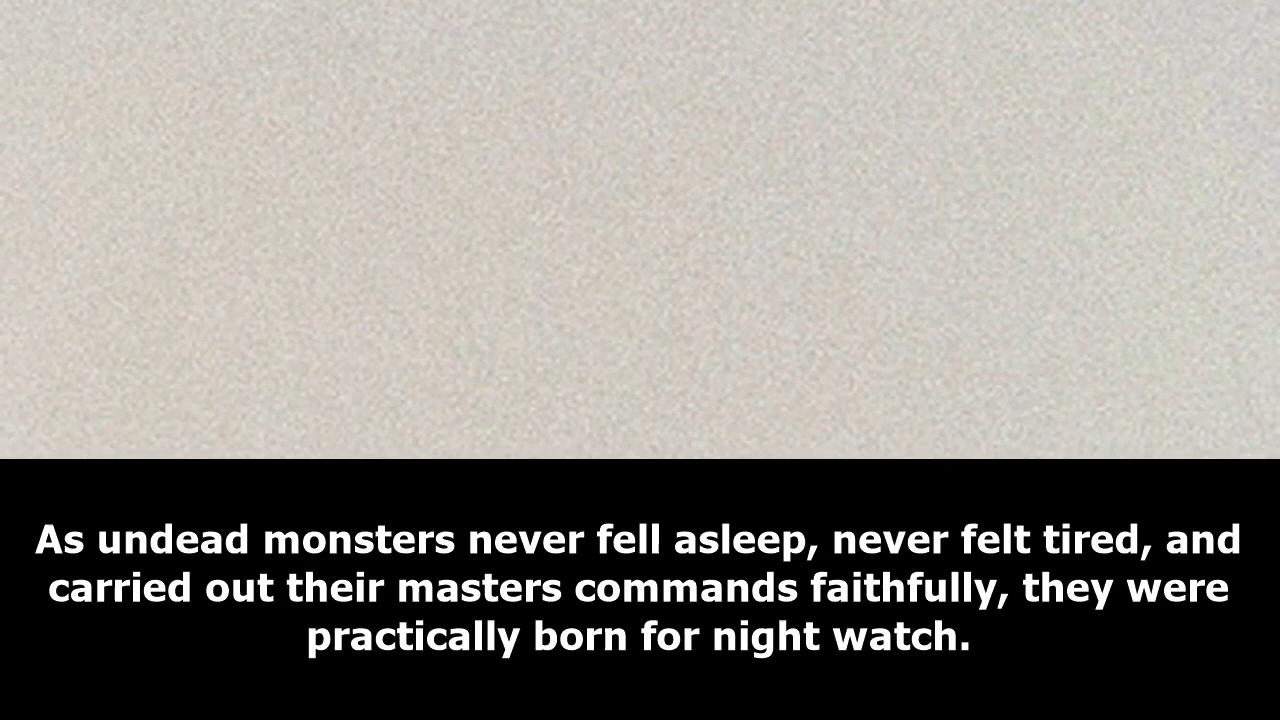 As undead monsters never fell asleep, never felt tired, and
carried out their masters commands faithfully, they were
practically born for night watch.